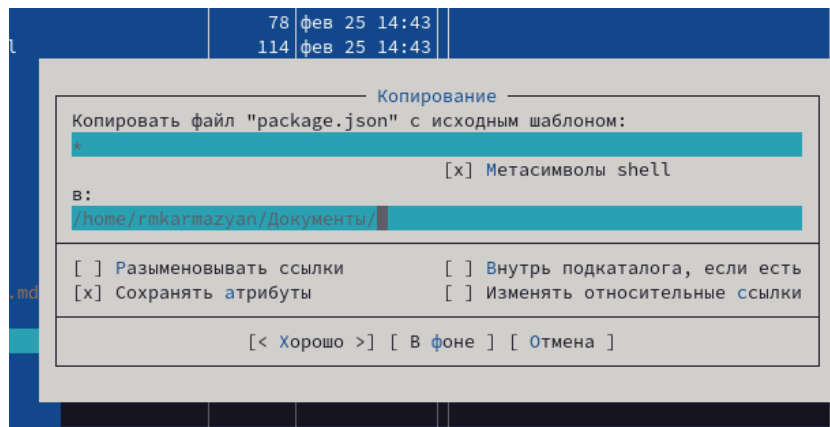 78 фев 25 14:43
l 114 фев 25 14:43
Копирование
Копировать файл "package.json" с исходным шаблоном:
*
[x] Метасимволы shell
в:
/home/rmkarmazyan/Документы/
[ ] Разыменовывать ссылки [ ] Внутрь подкаталога, если есть
.md [x] Сохранять атрибуты [ ] Изменять относительные ссылки
[< Хорошо >] [ В фоне ] [ Отмена ]